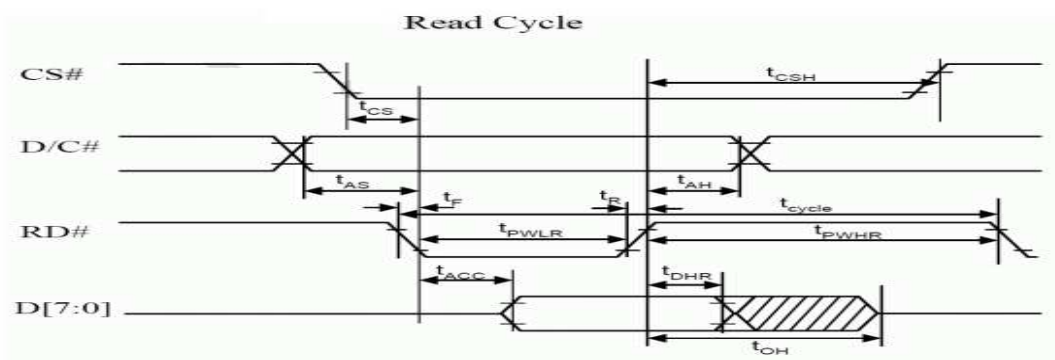 Read Cycle
CS#
tCSH
tCS
D/C#
tAS
tAH
tF
tR
tcycle
RD#
tPWLR
tPWHR
tACC
tDHR
D[7:0]
tOH